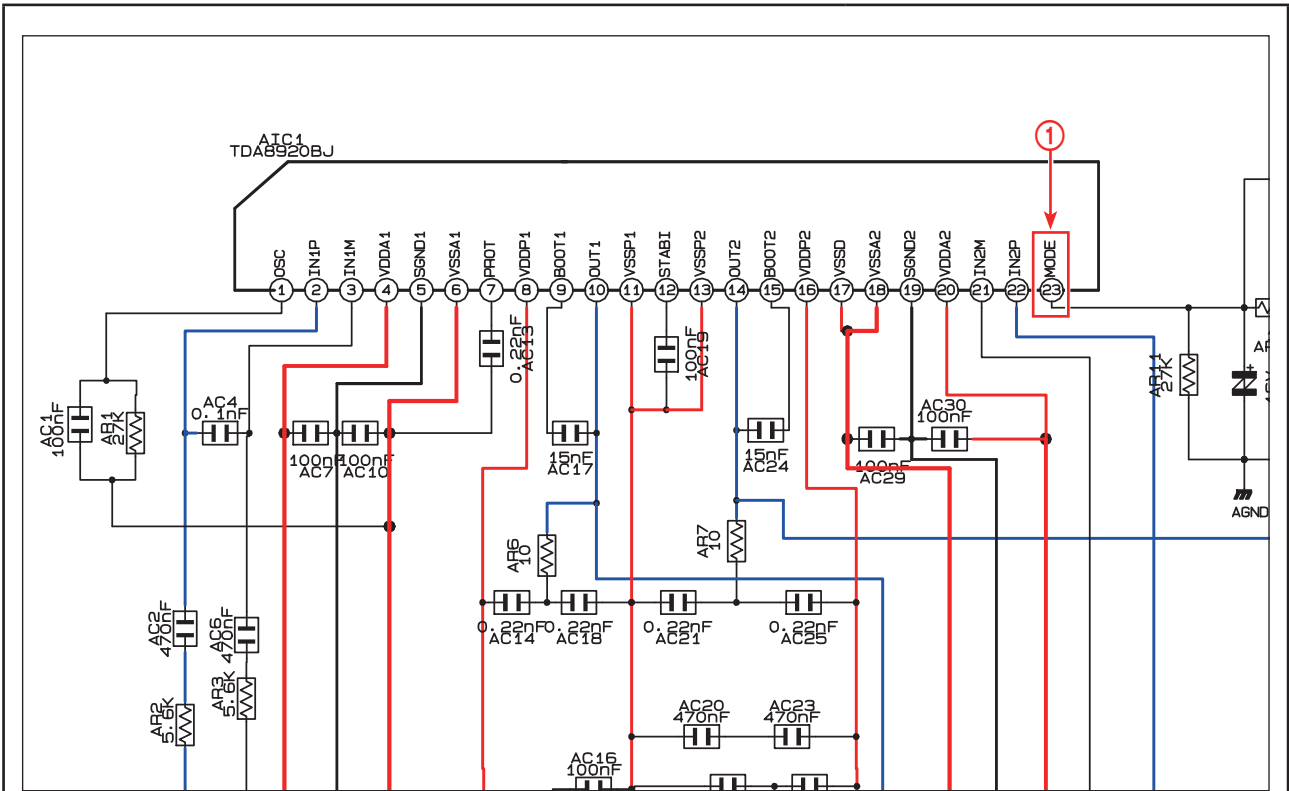 ①
AIC1
TDA8920BJ
OSC
IN1P
IN1M
VDDA1
SGND1
VSSA1
PROT
VDDP1
BOOT1
OUT1
VSSP1
STABI
VSSP2
OUT2
BOOT2
VDDP2
VSSD
VSSA2
SGND2
VDDA2
IN2M
IN2P
MODE
1
2
3
4
5
6
7
8
9
10
11
12
13
14
15
16
17
18
19
20
21
22
23
0.22nF
AC13
100nF
AC19
AR11
27K
AC1
100nF
AR1
27K
AC4
0.1nF
100nF
AC7
100nF
AC10
15nF
AC17
15nF
AC24
AC30
100nF
100nF
AC29
+
AGND
AR6
10
AR7
10
0.22nF
AC14
0.22nF
AC18
0.22nF
AC21
0.22nF
AC25
AC2
470nF
AC6
470nF
AR2
5.6K
AR3
5.6K
AC20
470nF
AC23
470nF
AC16
100nF